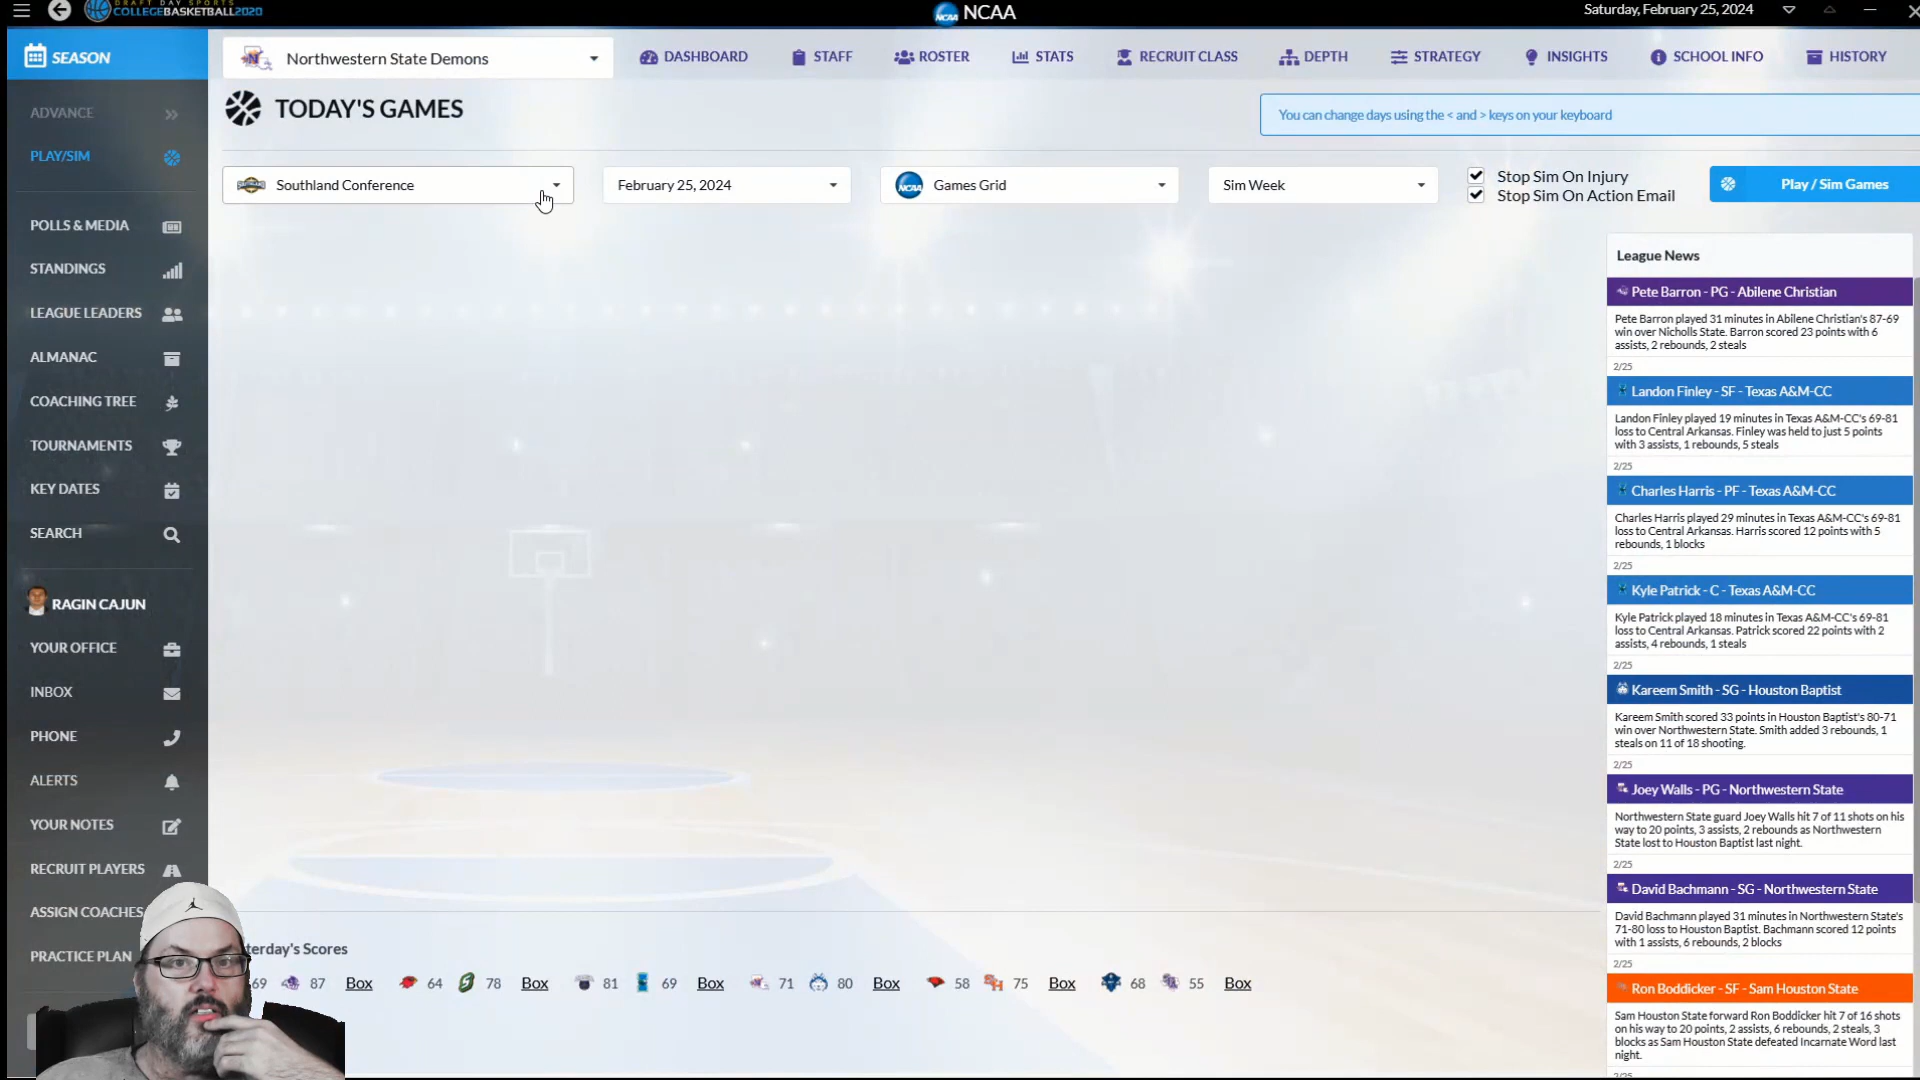 DRAFT DAY SPORTS
COLLEGE BASKETBALL 2020
NCAA
Saturday, February 25, 2024
SEASON
Northwestern State Demons
DASHBOARD
STAFF
ROSTER
STATS
RECRUIT CLASS
DEPTH
STRATEGY
INSIGHTS
SCHOOL INFO
HISTORY
ADVANCE
PLAY/SIM
POLLS & MEDIA
STANDINGS
LEAGUE LEADERS
ALMANAC
COACHING TREE
TOURNAMENTS
KEY DATES
SEARCH
RAGIN CAJUN
YOUR OFFICE
INBOX
PHONE
ALERTS
YOUR NOTES
RECRUIT PLAYERS
ASSIGN COACHES
PRACTICE PLAN
TODAY'S GAMES
You can change days using the < and > keys on your keyboard
Southland Conference
February 25, 2024
NCAA
Games Grid
Sim Week
Stop Sim On Injury
Stop Sim On Action Email
Play / Sim Games
League News
Pete Barron - PG - Abilene Christian
Pete Barron played 31 minutes in Abilene Christian's 87-69
win over Nicholls State. Barron scored 23 points with 6
assists, 2 rebounds, 2 steals
2/25
Landon Finley - SF - Texas A&M-CC
Landon Finley played 19 minutes in Texas A&M-CC's 69-81
loss to Central Arkansas. Finley was held to just 5 points
with 3 assists, 1 rebounds, 5 steals
2/25
Charles Harris - PF - Texas A&M-CC
Charles Harris played 29 minutes in Texas A&M-CC's 69-81
loss to Central Arkansas. Harris scored 12 points with 5
rebounds, 1 blocks
2/25
Kyle Patrick - C - Texas A&M-CC
Kyle Patrick played 18 minutes in Texas A&M-CC's 69-81
loss to Central Arkansas. Patrick scored 22 points with 2
assists, 4 rebounds, 1 steals
2/25
Kareem Smith - SG - Houston Baptist
Kareem Smith scored 33 points in Houston Baptist's 80-71
win over Northwestern State. Smith added 3 rebounds, 1
steals on 11 of 18 shooting.
2/25
Joey Walls - PG - Northwestern State
Northwestern State guard Joey Walls hit 7 of 11 shots on his
way to 20 points, 3 assists, 2 rebounds as Northwestern
State lost to Houston Baptist last night.
2/25
David Bachmann - SG - Northwestern State
David Bachmann played 31 minutes in Northwestern State's
71-80 loss to Houston Baptist. Bachmann scored 12 points
with 1 assists, 6 rebounds, 2 blocks
2/25
Ron Boddicker - SF - Sam Houston State
Sam Houston State forward Ron Boddicker hit 7 of 16 shots
on his way to 20 points, 2 assists, 6 rebounds, 2 steals, 3
blocks as Sam Houston State defeated Incarnate Word last
night.
terday's Scores
69 87 Box 64 78 Box 81 69 Box 71 80 Box 58 75 Box 68 55 Box